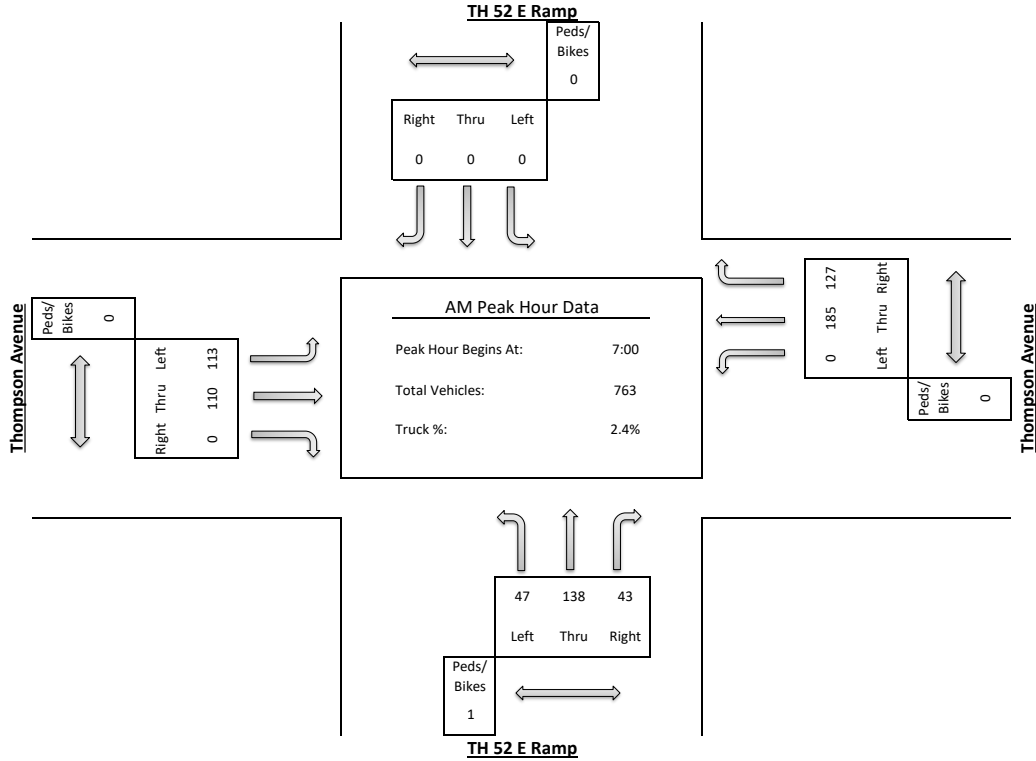 TH 52 E Ramp
Peds/
Bikes
0
Right Thru Left
0 0 0
Thompson Avenue
Peds/
Bikes
0
Left 113
Thru 110
Right 0
AM Peak Hour Data
Peak Hour Begins At: 7:00
Total Vehicles: 763
Truck %: 2.4%
127 Right
185 Thru
0 Left
Peds/
Bikes
0
Thompson Avenue
47 138 43
Left Thru Right
Peds/
Bikes
1
TH 52 E Ramp